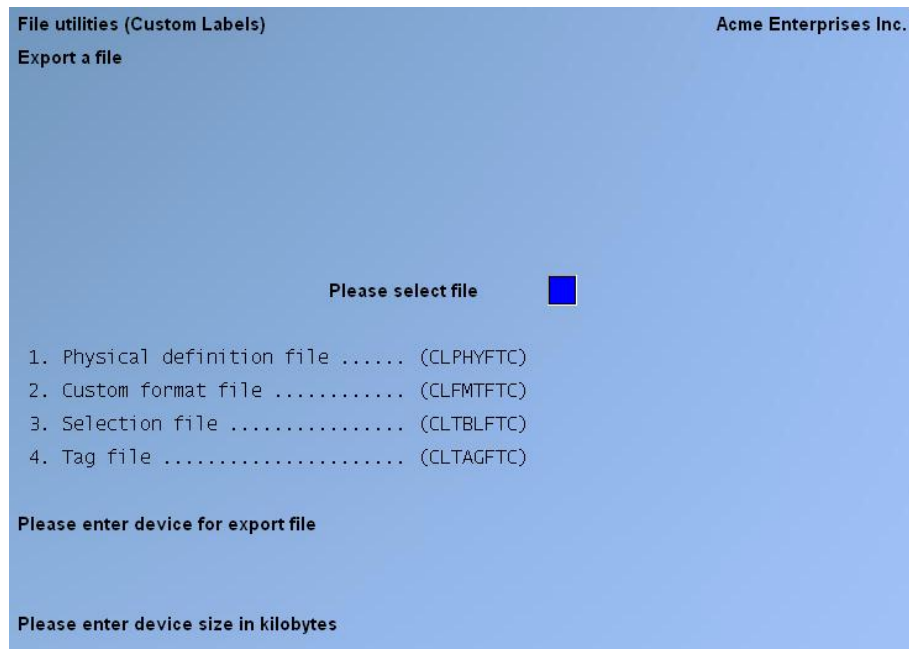 File utilities (Custom Labels) Acme Enterprises Inc.
Export a file
Please select file
1. Physical definition file ...... (CLPHYFTC)
2. Custom format file ............ (CLFMTFTC)
3. Selection file ................ (CLTBLFTC)
4. Tag file ...................... (CLTAGFTC)
Please enter device for export file
Please enter device size in kilobytes